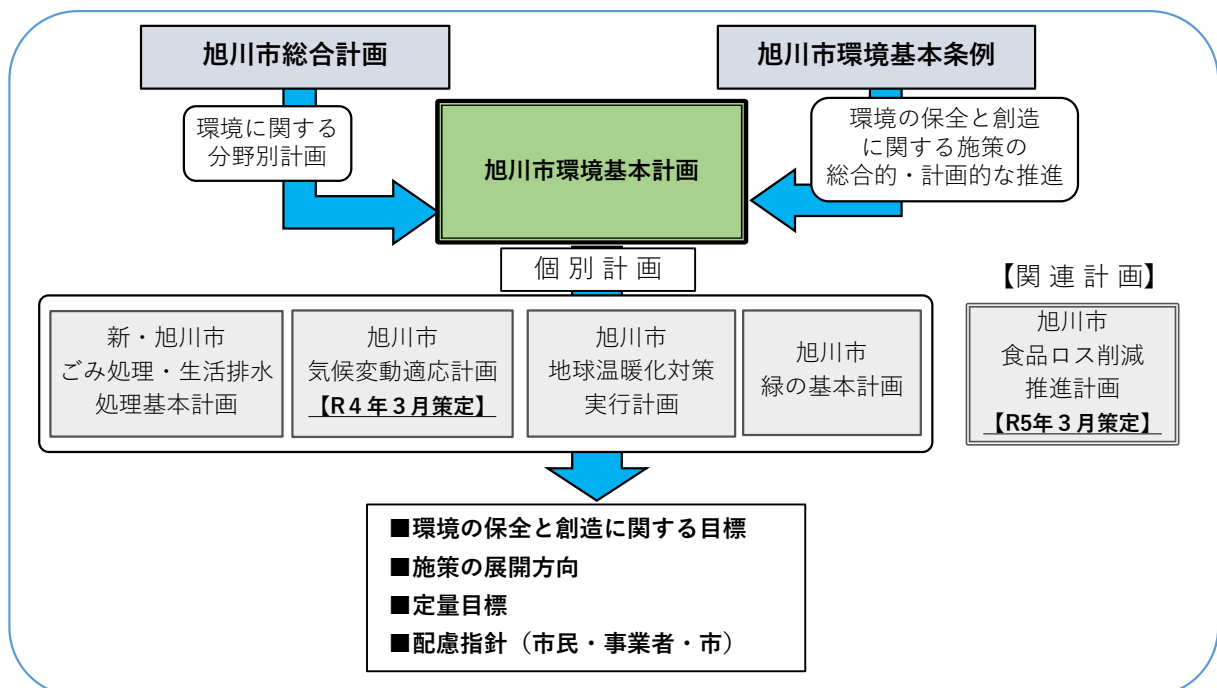 旭川市総合計画
旭川市環境基本条例
環境に関する
分野別計画
旭川市環境基本計画
環境の保全と創造
に関する施策の
総合的・計画的な推進
個 別 計 画
【関 連 計 画】
新・旭川市
ごみ処理・生活排水
処理基本計画
旭川市
気候変動適応計画
【R４年３月策定】
旭川市
地球温暖化対策
実行計画
旭川市
緑の基本計画
旭川市
食品ロス削減
推進計画
【R5年３月策定】
■環境の保全と創造に関する目標
■施策の展開方向
■定量目標
■配慮指針（市民・事業者・市）